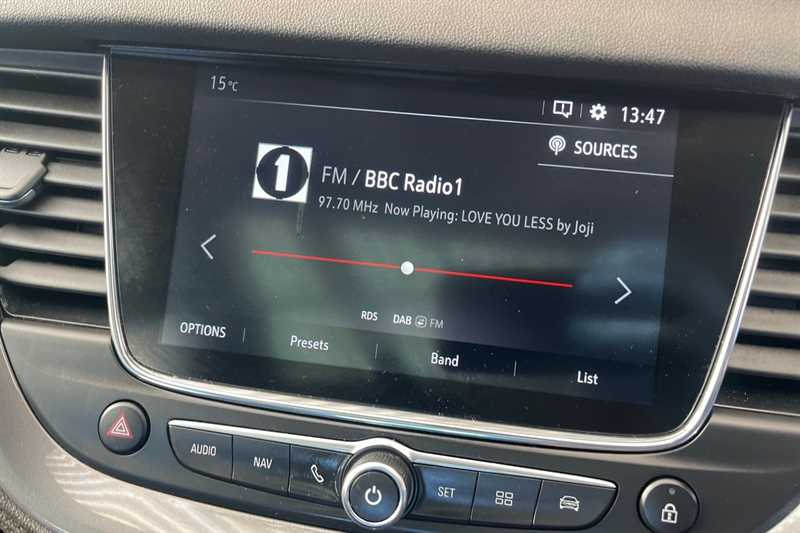 15°C
13:47
SOURCES
1
FM / BBC Radio1
97.70 MHz Now Playing: LOVE YOU LESS by Joji
RDS DAB FM
OPTIONS Presets Band List
AUDIO NAV SET